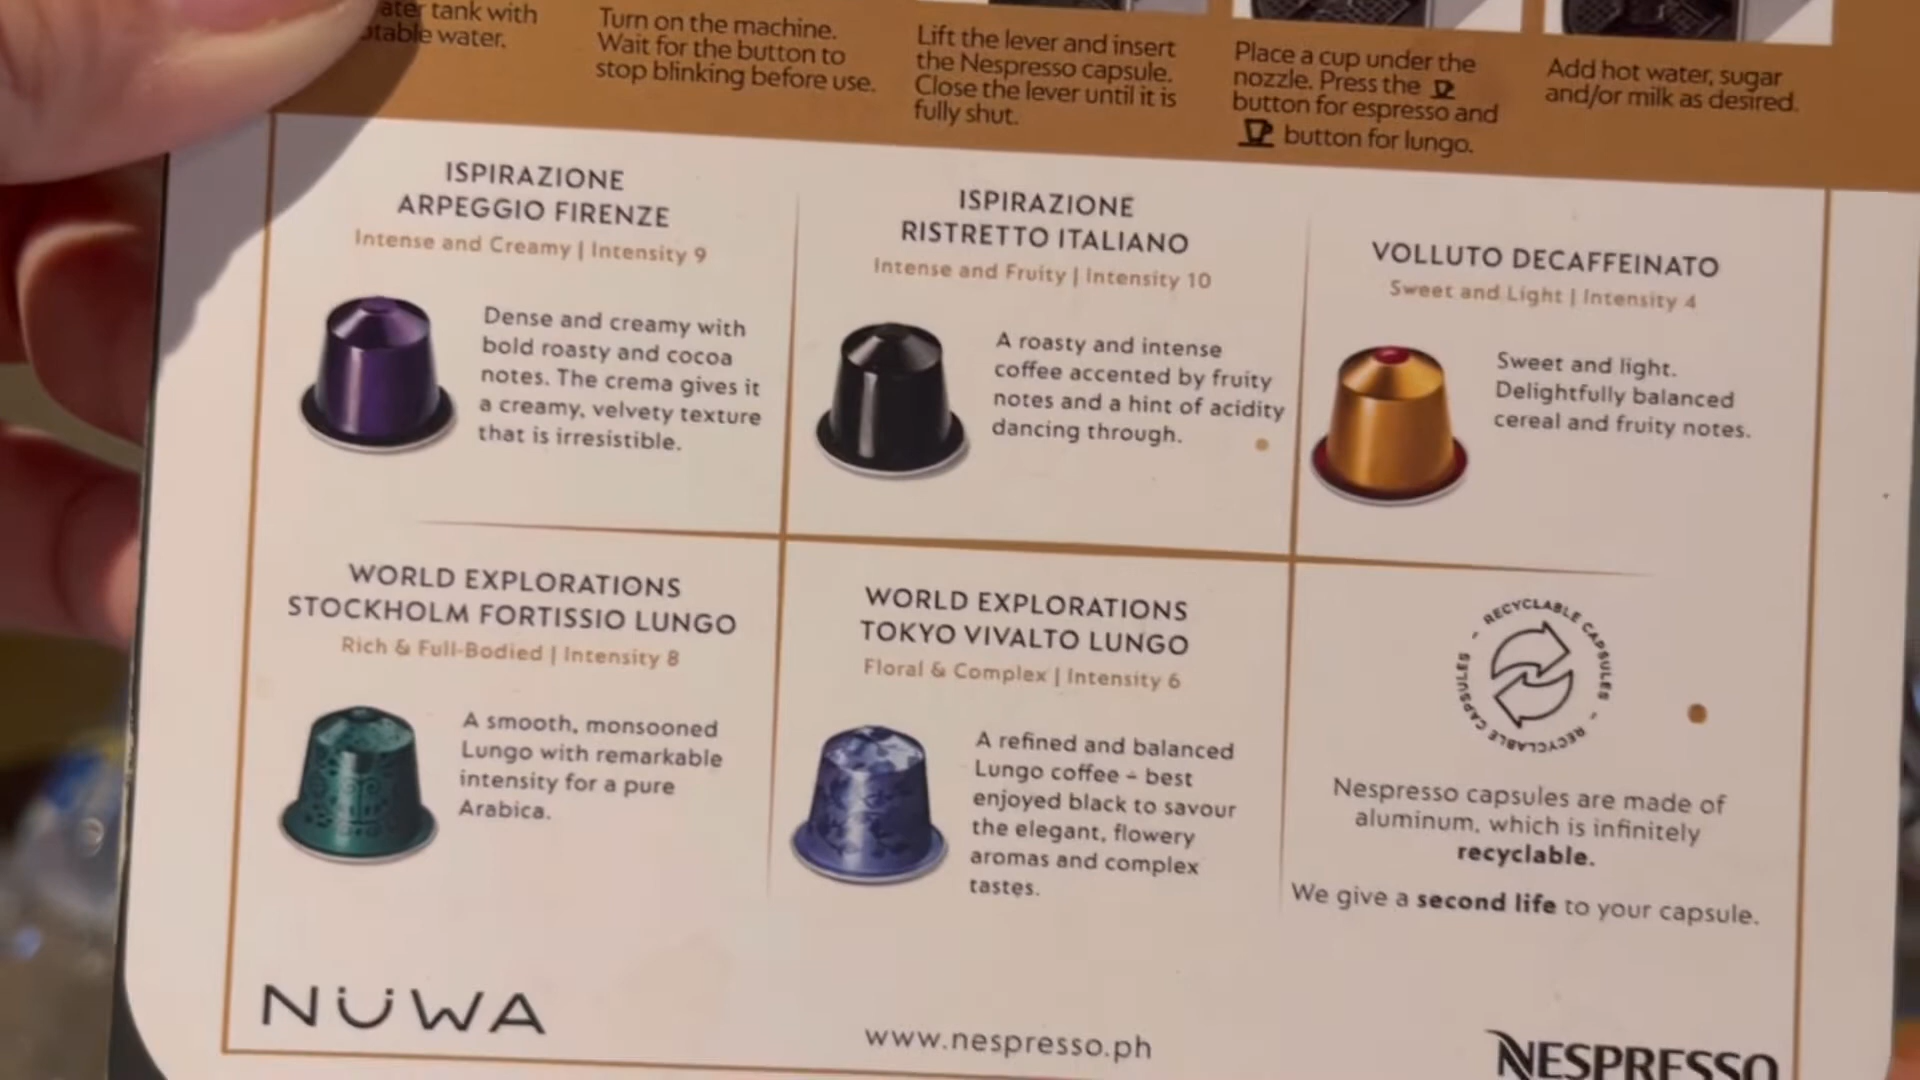 ater tank with
table water.
Turn on the machine.
Wait for the button to
stop blinking before use.
Lift the lever and insert
the Nespresso capsule.
Close the lever until it is
fully shut.
Place a cup under the
nozzle. Press the
button for espresso and
button for lungo.
Add hot water, sugar
and/or milk as desired.
ISPIRAZIONE
ARPEGGIO FIRENZE
Intense and Creamy | Intensity 9
Dense and creamy with
bold roasty and cocoa
notes. The crema gives it
a creamy, velvety texture
that is irresistible.
ISPIRAZIONE
RISTRETTO ITALIANO
Intense and Fruity | Intensity 10
A roasty and intense
coffee accented by fruity
notes and a hint of acidity
dancing through.
VOLLUTO DECAFFEINATO
Sweet and Light | Intensity 4
Sweet and light.
Delightfully balanced
cereal and fruity notes.
WORLD EXPLORATIONS
STOCKHOLM FORTISSIO LUNGO
Rich & Full-Bodied | Intensity 8
A smooth, monsooned
Lungo with remarkable
intensity for a pure
Arabica.
WORLD EXPLORATIONS
TOKYO VIVALTO LUNGO
Floral & Complex | Intensity 6
A refined and balanced
Lungo coffee - best
enjoyed black to savour
the elegant, flowery
aromas and complex
tastes.
RECYCLABLE CAPSULES - RECYCLABLE CAPSULES -
Nespresso capsules are made of
aluminum, which is infinitely
recyclable.
We give a second life to your capsule.
NÜWA
www.nespresso.ph
NESPRESSO